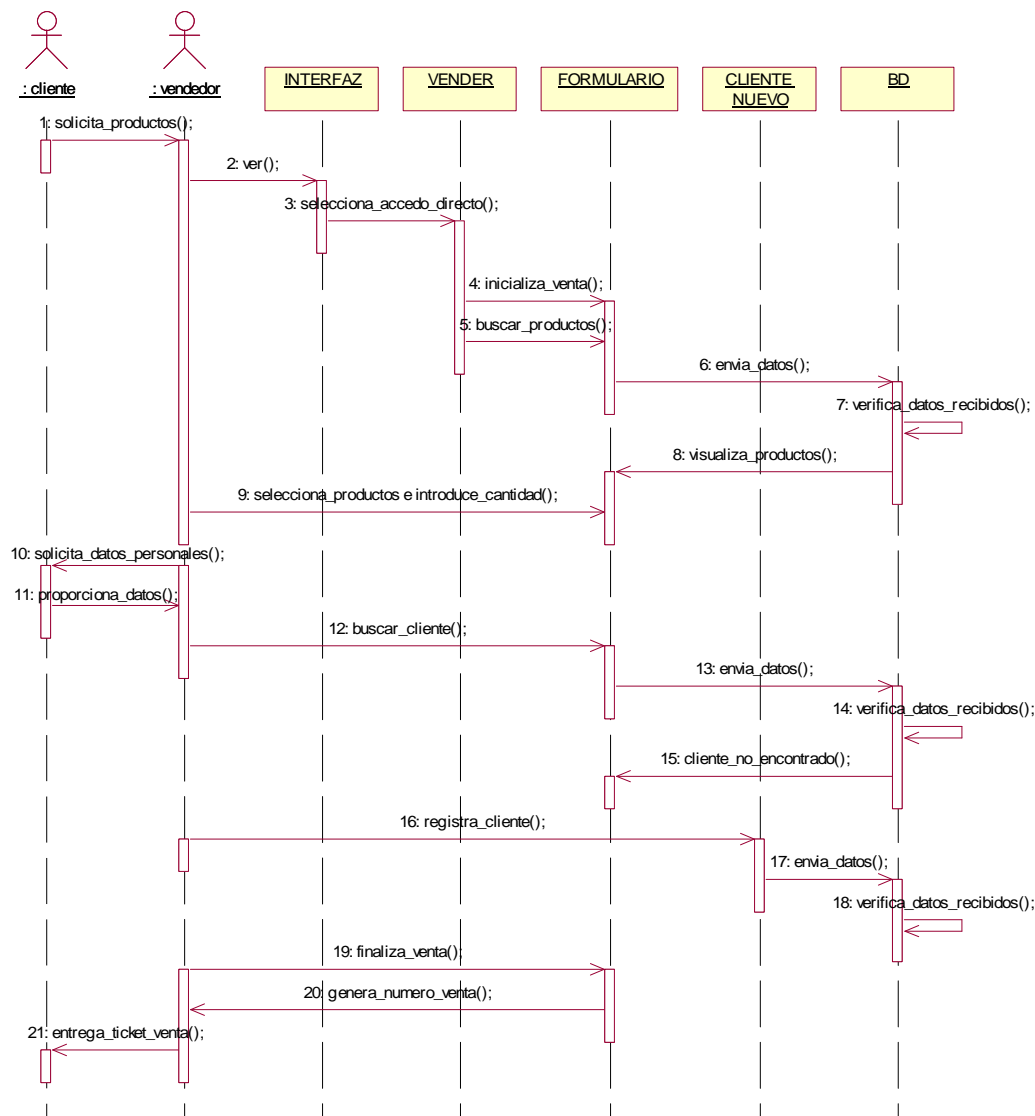 : cliente
: vendedor
INTERFAZ
VENDER
FORMULARIO
CLIENTE
NUEVO
BD
1: solicita_productos();
2: ver();
3: selecciona_accedo_directo();
4: inicializa_venta();
5: buscar_productos();
6: envia_datos();
7: verifica_datos_recibidos();
8: visualiza_productos();
9: selecciona_productos e introduce_cantidad();
10: solicita_datos_personales();
11: proporciona_datos();
12: buscar_cliente();
13: envia_datos();
14: verifica_datos_recibidos();
15: cliente_no_encontrado();
16: registra_cliente();
17: envia_datos();
18: verifica_datos_recibidos();
19: finaliza_venta();
20: genera_numero_venta();
21: entrega_ticket_venta();